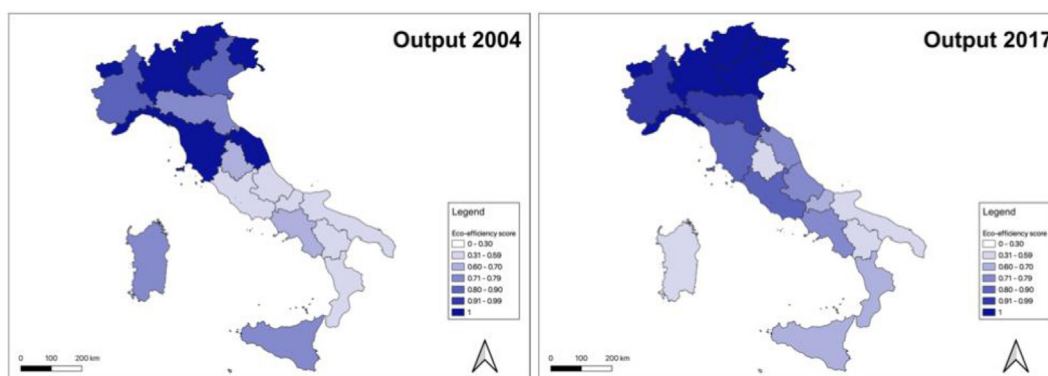 Output 2004
Legend
Eco-efficiency score
0 - 0.30
0.31 - 0.59
0.60 - 0.70
0.71 - 0.79
0.80 - 0.90
0.91 - 0.99
1
0 100 200 km
Output 2017
Legend
Eco-efficiency score
0 - 0.30
0.31 - 0.59
0.60 - 0.70
0.71 - 0.79
0.80 - 0.90
0.91 - 0.99
1
0 100 200 km